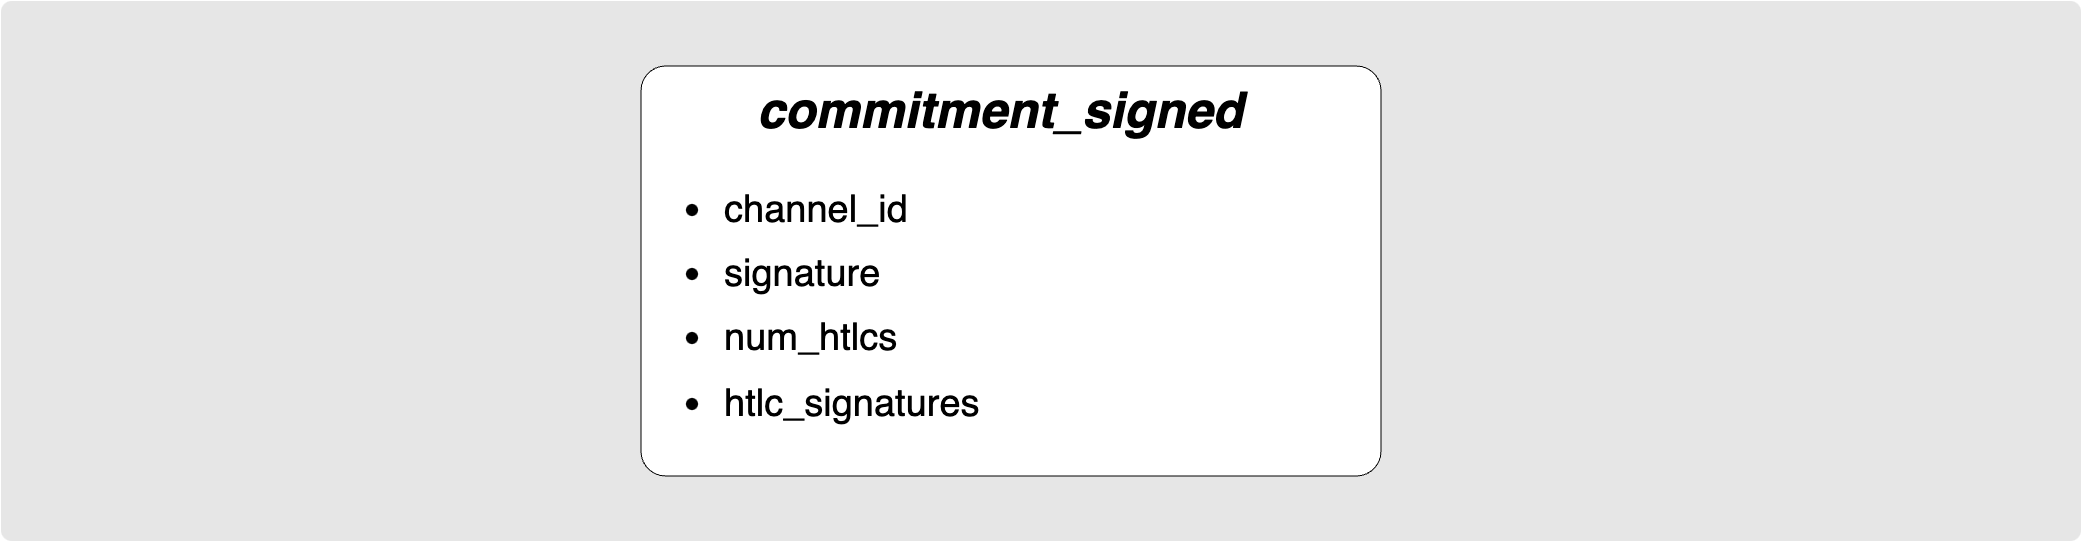 commitment_signed
• channel_id
• signature
• num_htlcs
• htlc_signatures